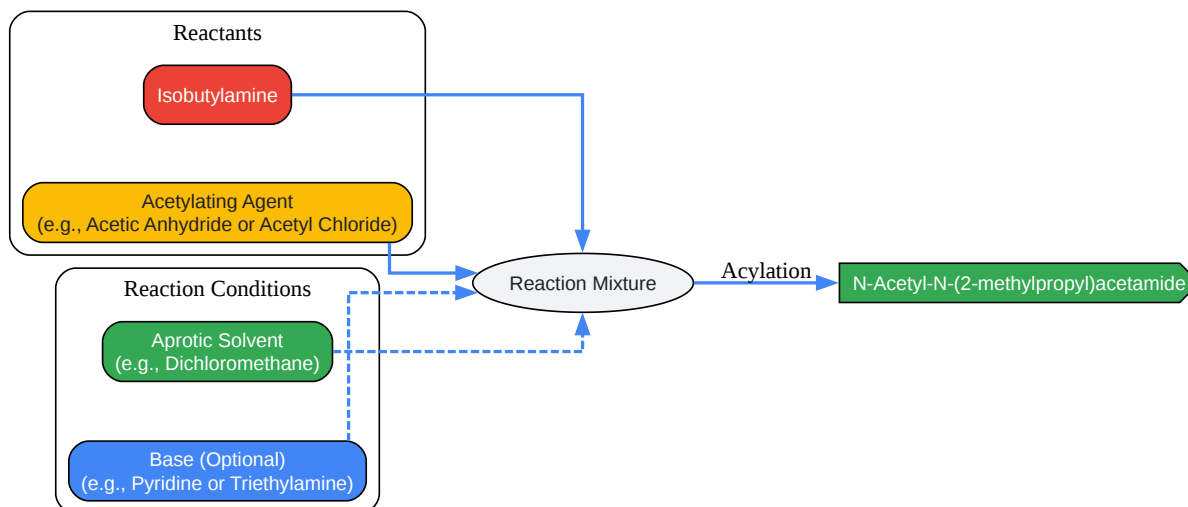 Reactants
Isobutylamine
Acetylating Agent
(e.g., Acetic Anhydride or Acetyl Chloride)
Reaction Conditions
Aprotic Solvent
(e.g., Dichloromethane)
Base (Optional)
(e.g., Pyridine or Triethylamine)
Reaction Mixture
Acylation
N-Acetyl-N-(2-methylpropyl)acetamide